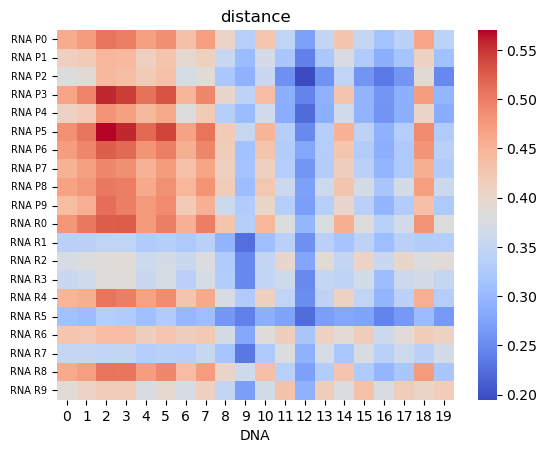 distance
RNA P0
RNA P1
RNA P2
RNA P3
RNA P4
RNA P5
RNA P6
RNA P7
RNA P8
RNA P9
RNA R0
RNA R1
RNA R2
RNA R3
RNA R4
RNA R5
RNA R6
RNA R7
RNA R8
RNA R9
0 1 2 3 4 5 6 7 8 9 10 11 12 13 14 15 16 17 18 19
DNA
0.55
0.50
0.45
0.40
0.35
0.30
0.25
0.20